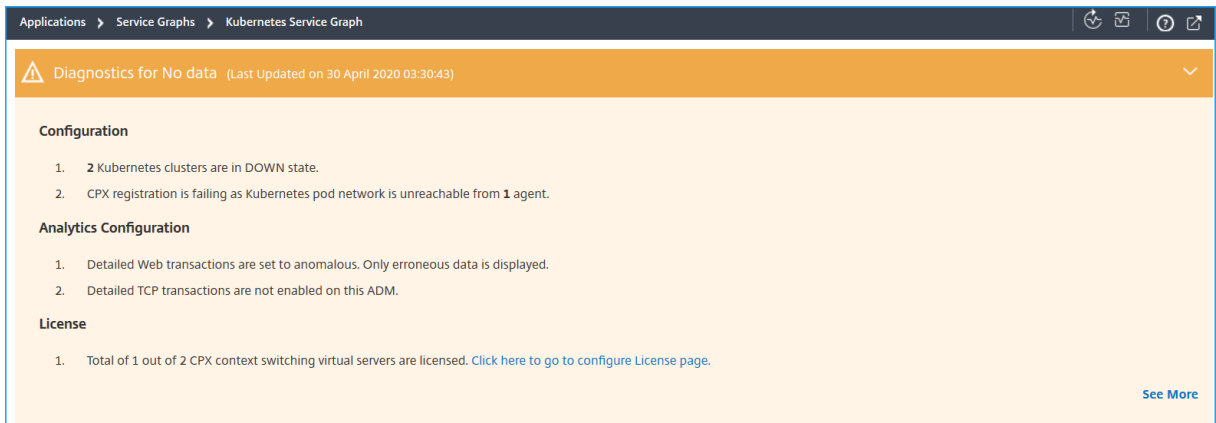 Applications > Service Graphs > Kubernetes Service Graph
Diagnostics for No data (Last Updated on 30 April 2020 03:30:43)
Configuration
1. 2 Kubernetes clusters are in DOWN state.
2. CPX registration is failing as Kubernetes pod network is unreachable from 1 agent.
Analytics Configuration
1. Detailed Web transactions are set to anomalous. Only erroneous data is displayed.
2. Detailed TCP transactions are not enabled on this ADM.
License
1. Total of 1 out of 2 CPX context switching virtual servers are licensed. Click here to go to configure License page.
See More